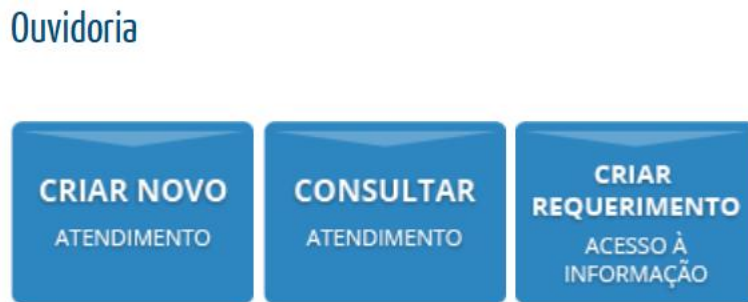 Ouvidoria
CRIAR NOVO
ATENDIMENTO
CONSULTAR
ATENDIMENTO
CRIAR
REQUERIMENTO
ACESSO À
INFORMAÇÃO